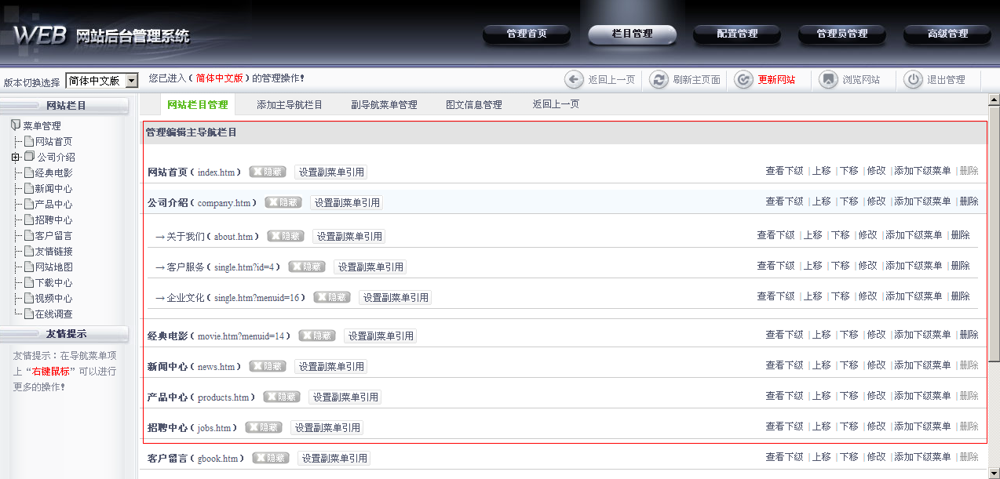 WEB 网站后台管理系统
管理首页 栏目管理 配置管理 管理员管理 高级管理
版本切换选择 简体中文版 您已进入（简体中文版）的管理操作！ 返回上一页 刷新主页面 更新网站 浏览网站 退出管理
网站栏目
菜单管理
网站首页
公司介绍
经典电影
新闻中心
产品中心
招聘中心
客户留言
友情链接
网站地图
下载中心
视频中心
在线调查
友情提示
友情提示：在导航菜单项
上“右键鼠标”可以进行
更多的操作！
网站栏目管理 添加主导航栏目 副导航菜单管理 图文信息管理 返回上一页
管理编辑主导航栏目
网站首页（index.htm） 隐藏 设置副菜单引用 查看下级 |上移 |下移 |修改 |添加下级菜单 |删除
公司介绍（company.htm） 隐藏 设置副菜单引用 查看下级 |上移 |下移 |修改 |添加下级菜单 |删除
→关于我们（about.htm） 隐藏 设置副菜单引用 查看下级 |上移 |下移 |修改 |添加下级菜单 |删除
→客户服务（single.htm?id=4） 隐藏 设置副菜单引用 查看下级 |上移 |下移 |修改 |添加下级菜单 |删除
→企业文化（single.htm?menuid=16） 隐藏 设置副菜单引用 查看下级 |上移 |下移 |修改 |添加下级菜单 |删除
经典电影（movie.htm?menuid=14） 隐藏 设置副菜单引用 查看下级 |上移 |下移 |修改 |添加下级菜单 |删除
新闻中心（news.htm） 隐藏 设置副菜单引用 查看下级 |上移 |下移 |修改 |添加下级菜单 |删除
产品中心（products.htm） 隐藏 设置副菜单引用 查看下级 |上移 |下移 |修改 |添加下级菜单 |删除
招聘中心（jobs.htm） 隐藏 设置副菜单引用 查看下级 |上移 |下移 |修改 |添加下级菜单 |删除
客户留言（gbook.htm） 隐藏 设置副菜单引用 查看下级 |上移 |下移 |修改 |添加下级菜单 |删除